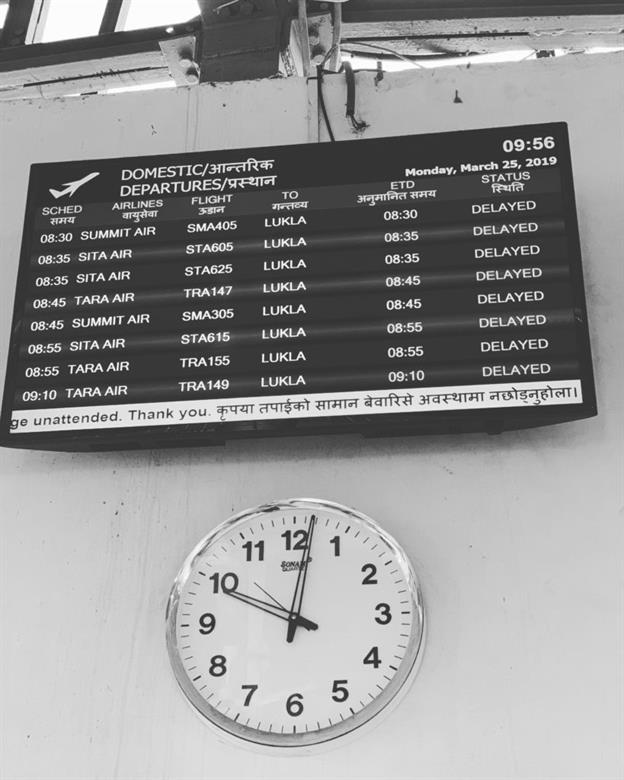 09:56
DOMESTIC/आन्तरिक
Monday, March 25, 2019
DEPARTURES/प्रस्थान
SCHED AIRLINES FLIGHT TO ETD STATUS
समय वायुसेवा उडान गन्तव्य अनुमानित समय स्थिति
08:30 SUMMIT AIR SMA405 LUKLA 08:30 DELAYED
08:35 SITA AIR STA605 LUKLA 08:35 DELAYED
08:35 SITA AIR STA625 LUKLA 08:35 DELAYED
08:45 TARA AIR TRA147 LUKLA 08:45 DELAYED
08:45 SUMMIT AIR SMA305 LUKLA 08:45 DELAYED
08:55 SITA AIR STA615 LUKLA 08:55 DELAYED
08:55 TARA AIR TRA155 LUKLA 08:55 DELAYED
09:10 TARA AIR TRA149 LUKLA 09:10 DELAYED
ge unattended. Thank you. कृपया तपाईको सामान बेवारिसे अवस्थामा नछोड्नुहोला।
12
11 1
QUARTZ
10 2
9 3
8 4
7 5
6